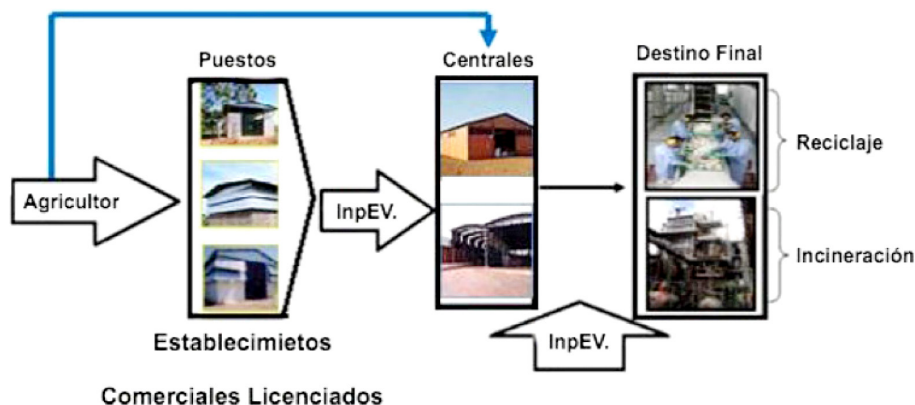 Puestos
Centrales
Destino Final
Agricultor
InpEV.
Reciclaje
Incineración
InpEV.
Establecimietos
Comerciales Licenciados